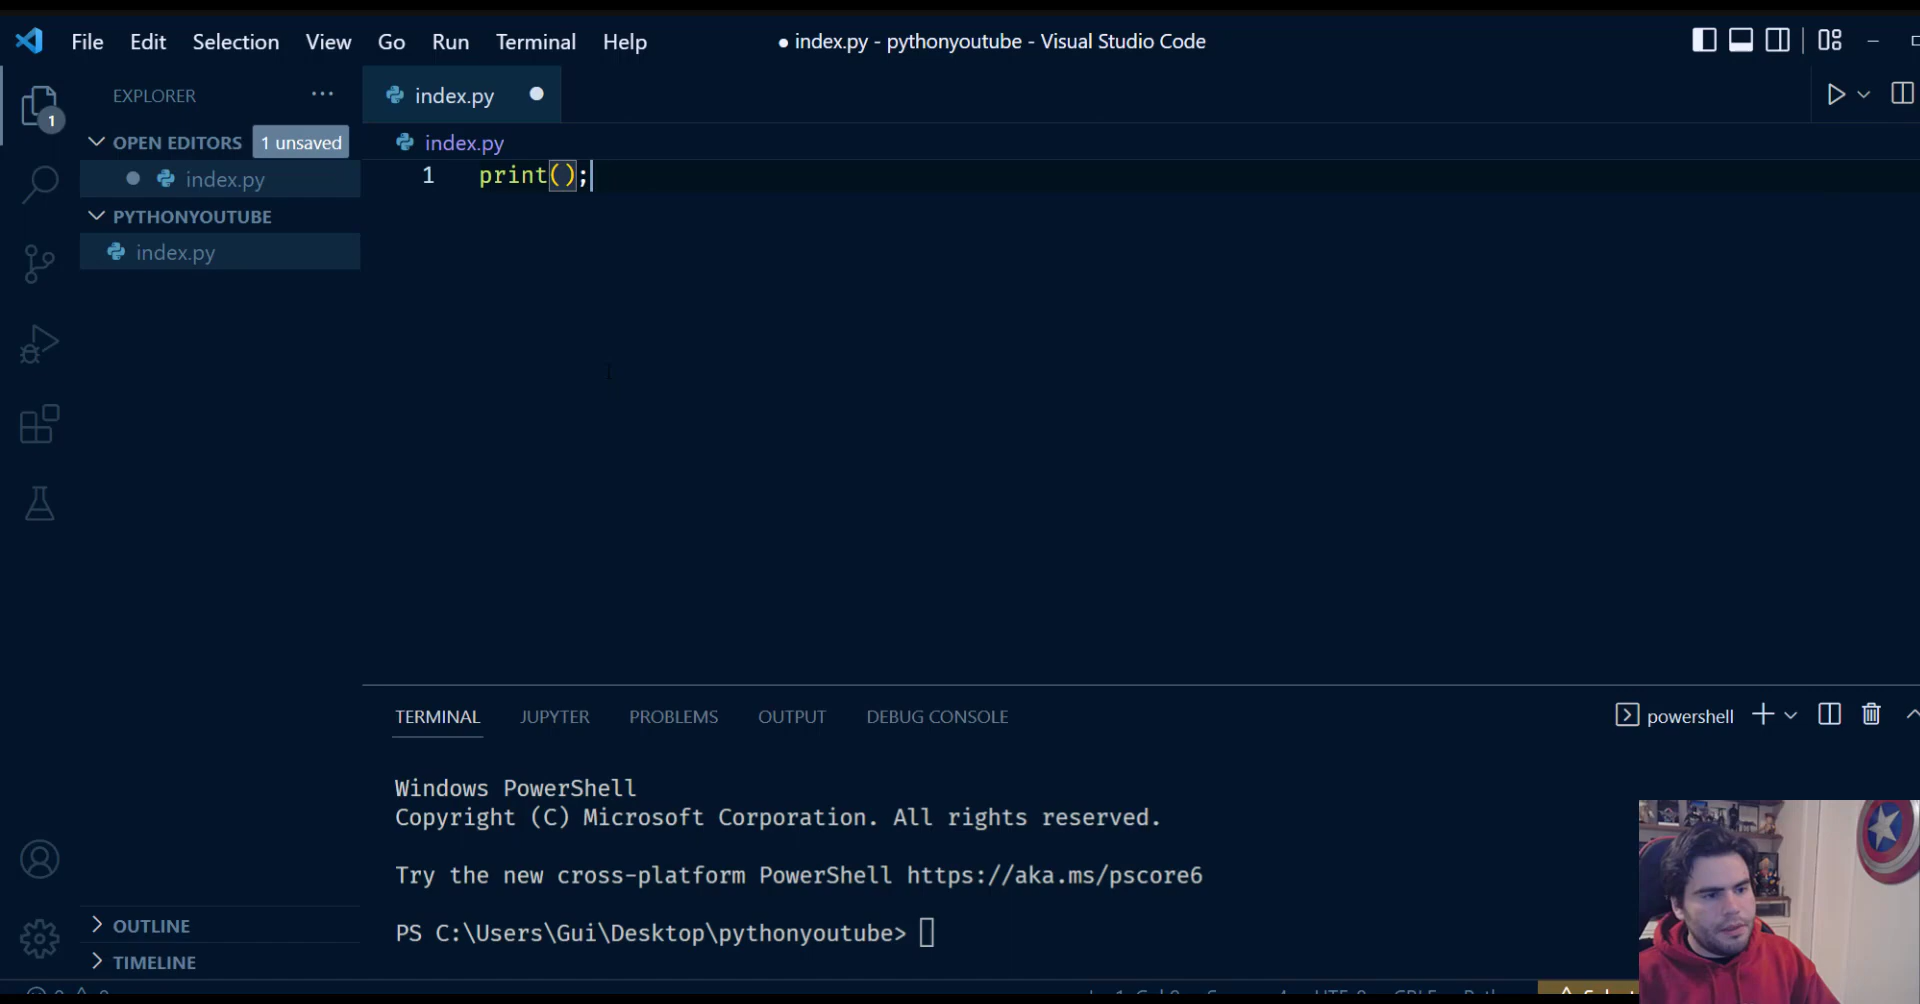 File Edit Selection View Go Run Terminal Help ● index.py - pythonyoutube - Visual Studio Code
EXPLORER ...
1
OPEN EDITORS 1 unsaved
index.py
PYTHONYOUTUBE
index.py
OUTLINE
TIMELINE
index.py
index.py
1 print();
TERMINAL JUPYTER PROBLEMS OUTPUT DEBUG CONSOLE powershell
Windows PowerShell
Copyright (C) Microsoft Corporation. All rights reserved.
Try the new cross-platform PowerShell https://aka.ms/pscore6
PS C:\Users\Gui\Desktop\pythonyoutube>